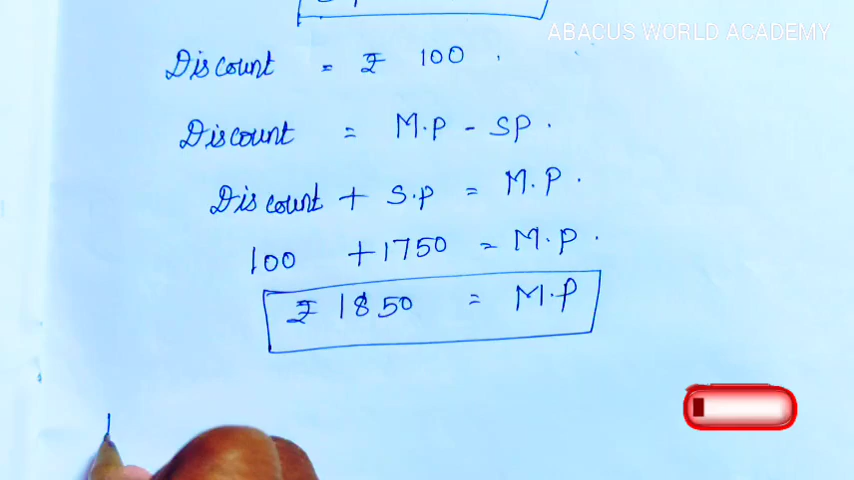 ABACUS WORLD ACADEMY
Discount = ₹ 100 .
Discount = M.P - SP .
Discount + S.P = M.P .
100 + 1750 = M.P .
₹ 1850 = M.P